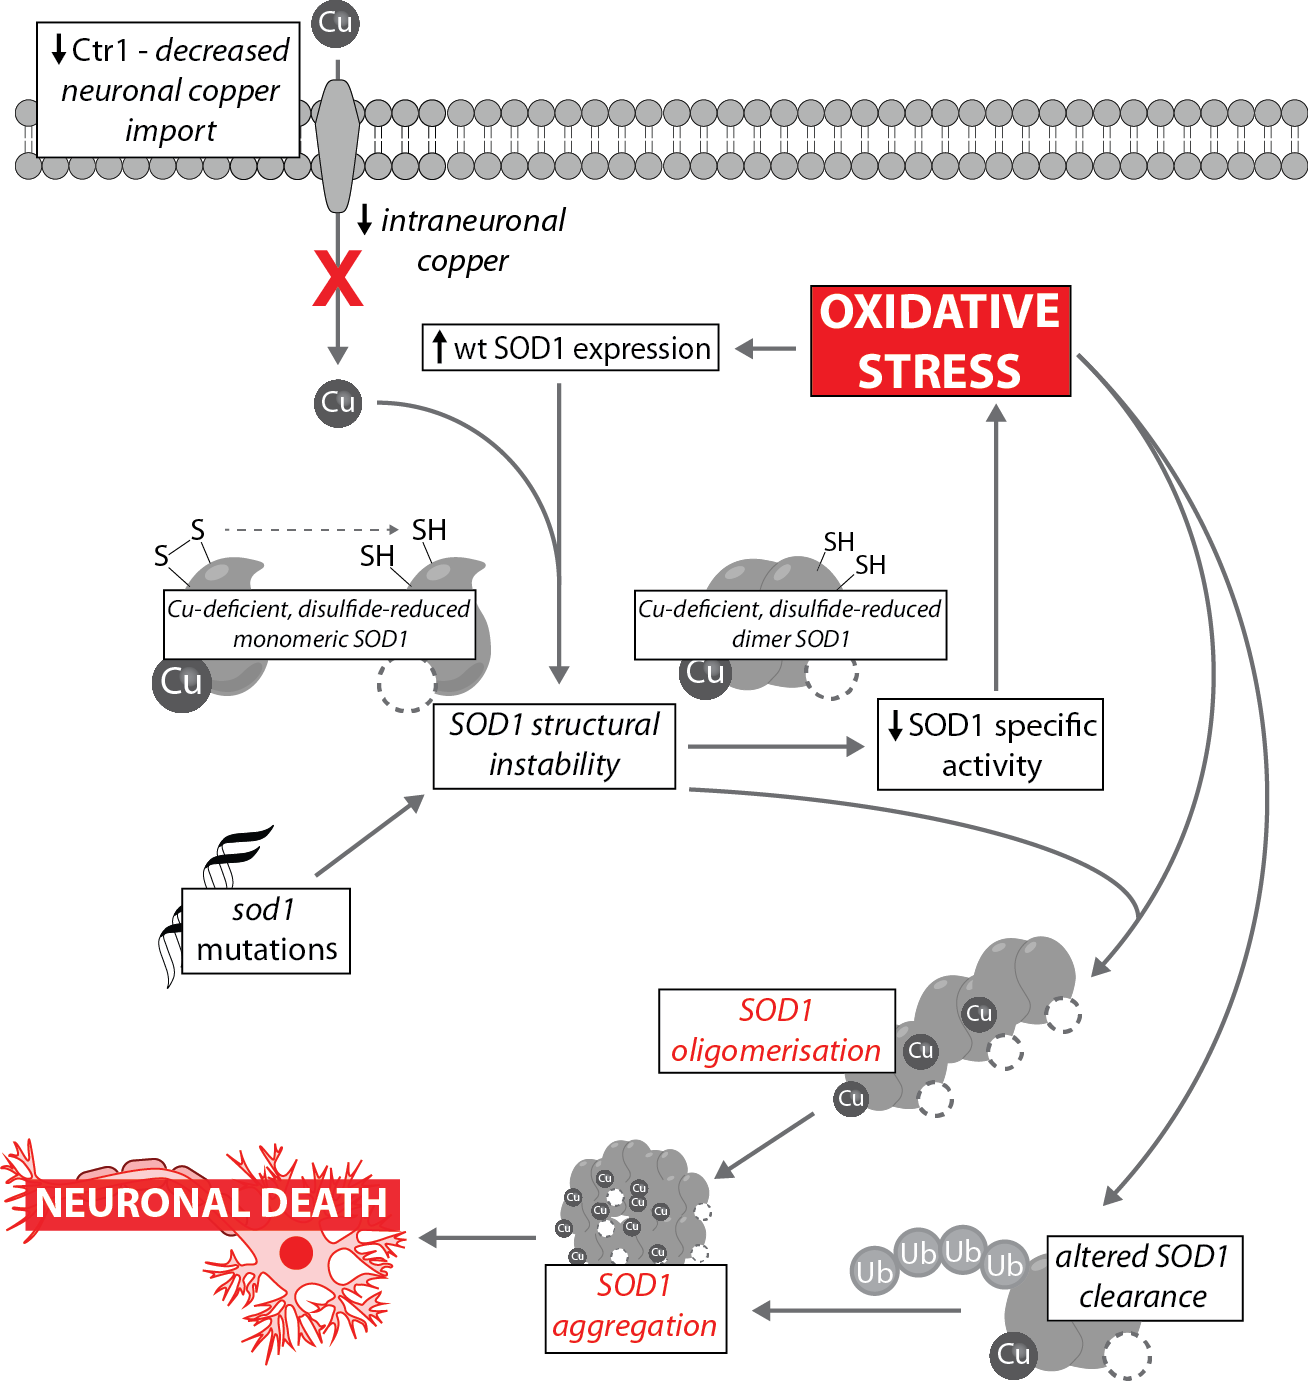 Cu
↓ Ctr1 - decreased
neuronal copper
import
↓ intraneuronal
copper
X
OXIDATIVE
STRESS
↑ wt SOD1 expression
Cu
S
S
SH
SH
SH
SH
Cu-deficient, disulfide-reduced
monomeric SOD1
Cu-deficient, disulfide-reduced
dimer SOD1
Cu
Cu
SOD1 structural
instability
↓ SOD1 specific
activity
sod1
mutations
SOD1
oligomerisation
Cu
Cu
Cu
NEURONAL DEATH
Cu
Cu
Cu
Cu
Cu
Cu
Cu
Cu
Cu
Cu
SOD1
aggregation
Ub
Ub
Ub
Ub
altered SOD1
clearance
Cu